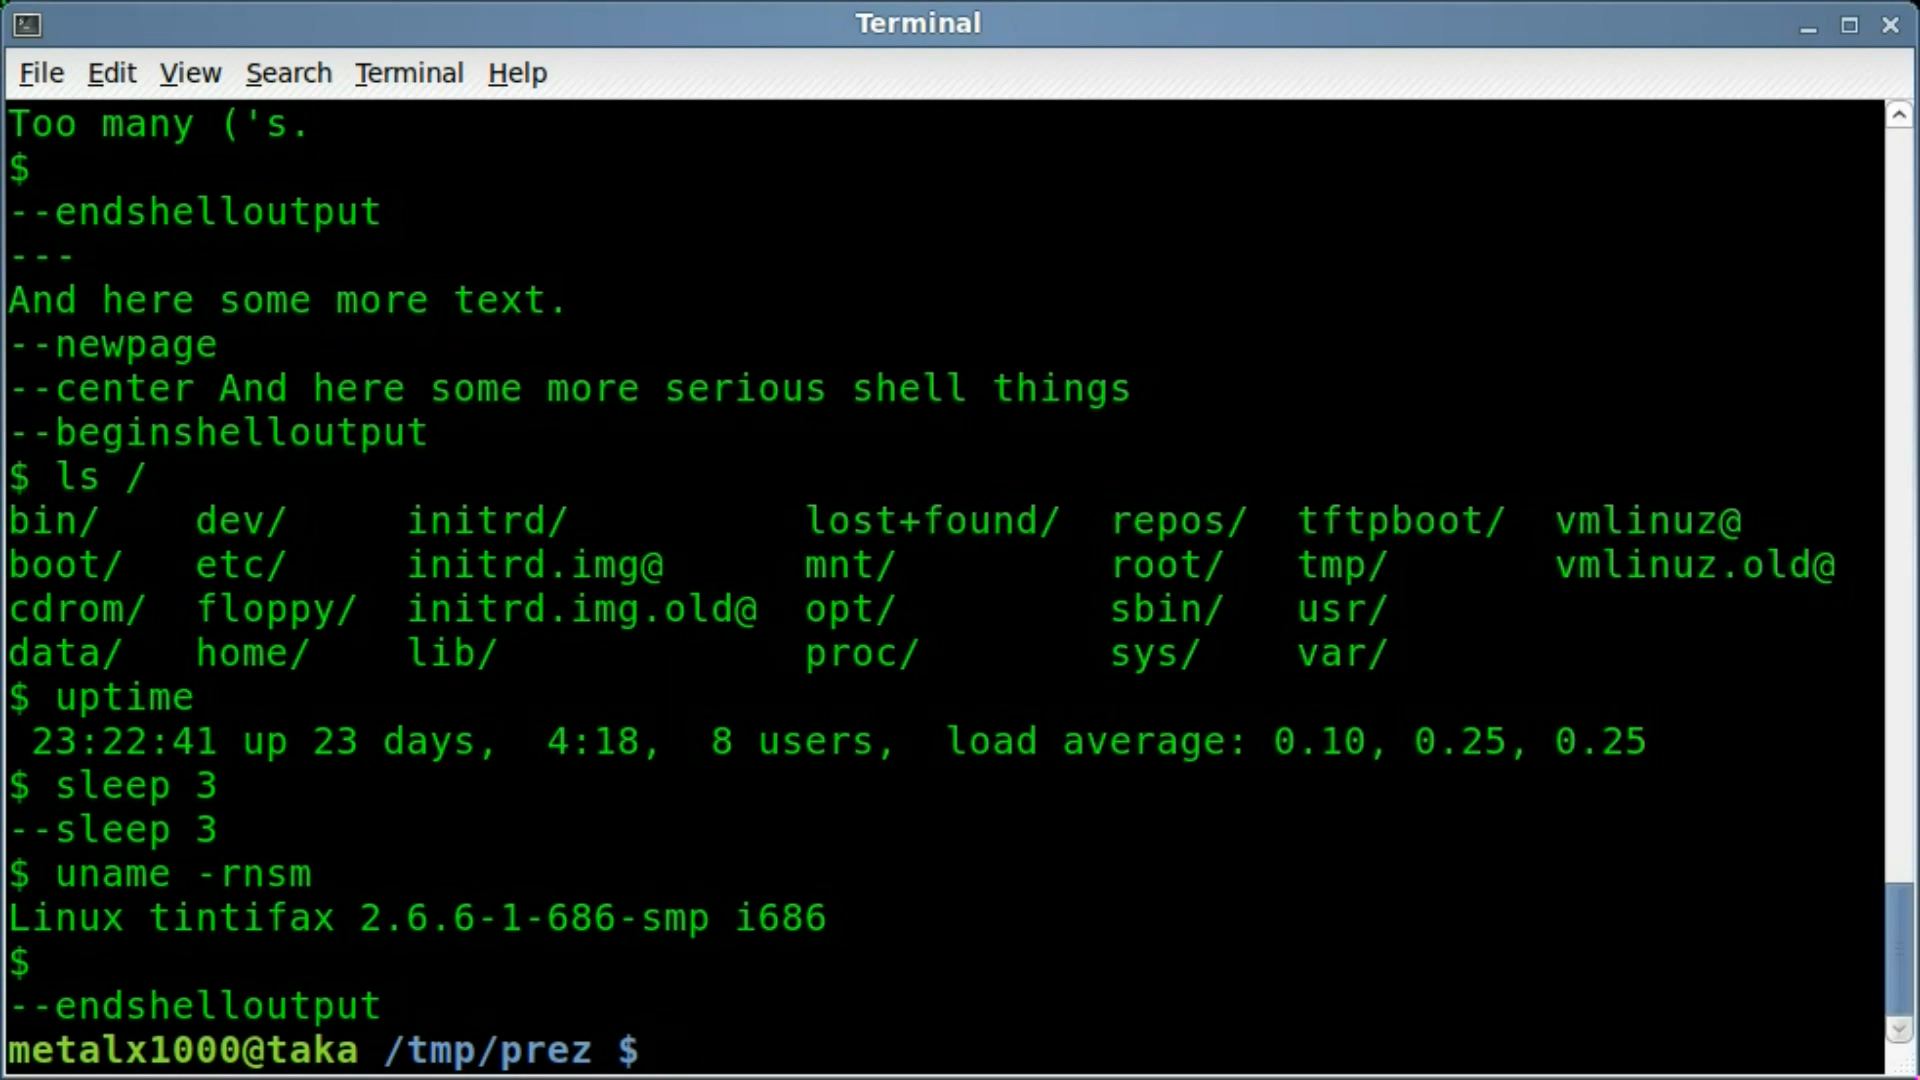 Terminal
File Edit View Search Terminal Help
Too many ('s.
$
--endshelloutput
---
And here some more text.
--newpage
--center And here some more serious shell things
--beginshelloutput
$ ls /
bin/    dev/     initrd/          lost+found/  repos/  tftpboot/  vmlinuz@
boot/   etc/     initrd.img@      mnt/         root/   tmp/       vmlinuz.old@
cdrom/  floppy/  initrd.img.old@  opt/         sbin/   usr/
data/   home/    lib/             proc/        sys/    var/
$ uptime
 23:22:41 up 23 days,  4:18,  8 users,  load average: 0.10, 0.25, 0.25
$ sleep 3
--sleep 3
$ uname -rnsm
Linux tintifax 2.6.6-1-686-smp i686
$
--endshelloutput
metalx1000@taka /tmp/prez $